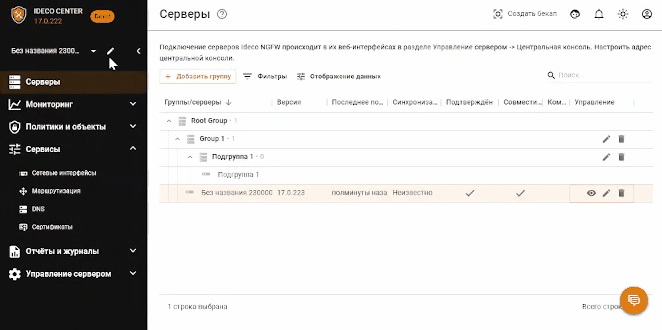 IDECO CENTER
17.0.222
Без названия 2300...
Серверы
Мониторинг
Политики и объекты
Сервисы
Сетевые интерфейсы
Маршрутизация
DNS
Сертификаты
Отчёты и журналы
Управление сервером
Серверы
Создать бекап
Подключение серверов Ideco NGFW происходит в их веб-интерфейсах в разделе Управление сервером -> Центральная консоль. Настроить адрес
центральной консоли.
+ Добавить группу
Фильтры
Отображение данных
Поиск...
Группы/серверы
Версия
Последнее по...
Синхрониза...
Подтверждён
Совмести...
Ком...
Управление
Root Group - 1
Group 1 - 1
Подгруппа 1 - 0
Подгруппа 1
Без названия 230000
17.0.223
полминуты наза
Неизвестно
1 строка выбрана
Всего строк